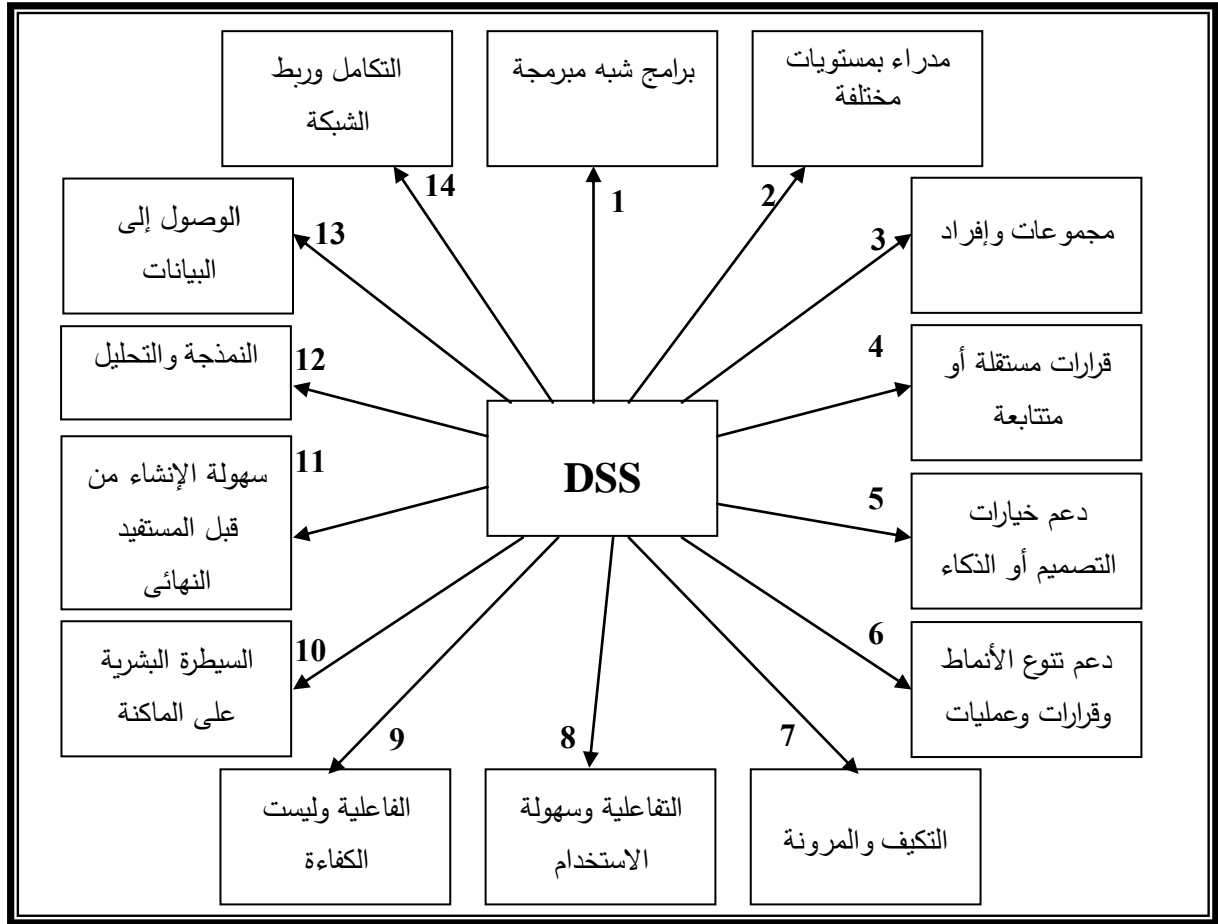 برامج شبه مبرمجة
1
مدراء بمستويات
مختلفة
2
مجموعات وإفراد
3
قرارات مستقلة أو
متتابعة
4
دعم خيارات
التصميم أو الذكاء
5
دعم تنوع الأنماط
وقرارات وعمليات
6
التكيف والمرونة
7
التفاعلية وسهولة
الاستخدام
8
الفاعلية وليست
الكفاءة
9
السيطرة البشرية
على الماكنة
10
سهولة الإنشاء من
قبل المستفيد
النهائى
11
النمذجة والتحليل
12
الوصول إلى
البيانات
13
التكامل وربط
الشبكة
14
DSS